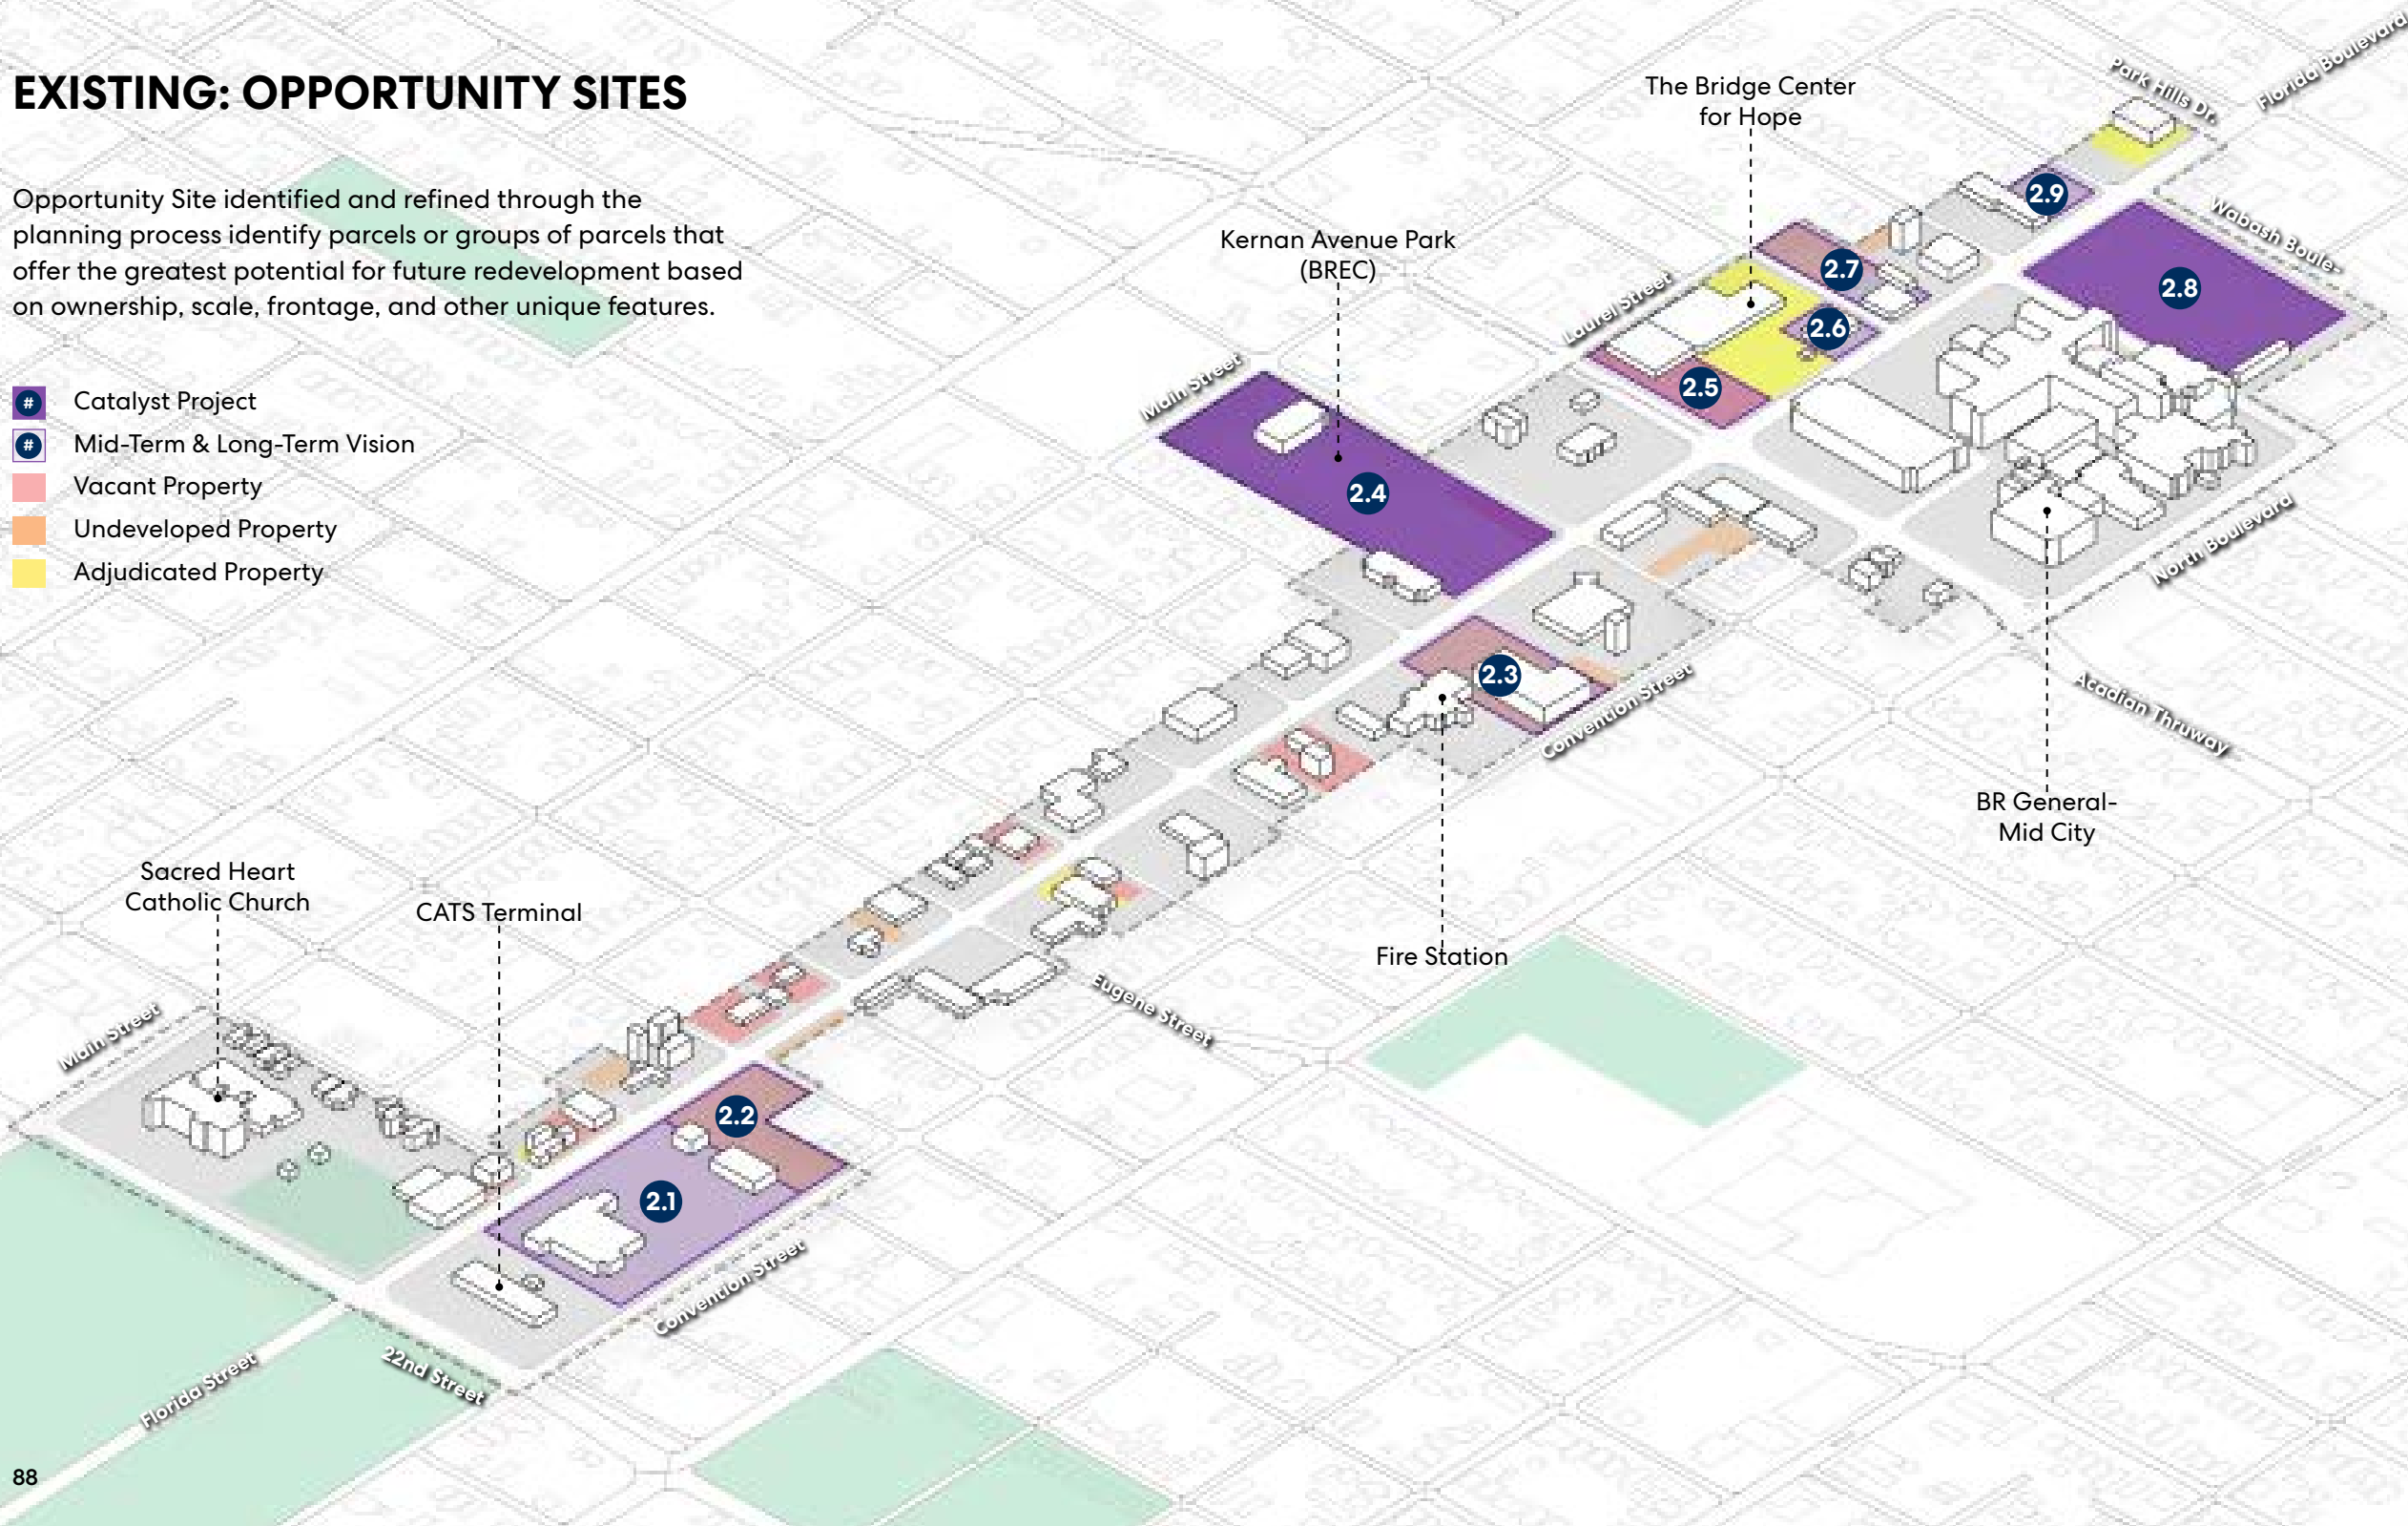 EXISTING: OPPORTUNITY SITES
Opportunity Site identified and refined through the
planning process identify parcels or groups of parcels that
offer the greatest potential for future redevelopment based
on ownership, scale, frontage, and other unique features.
# Catalyst Project
# Mid-Term & Long-Term Vision
Vacant Property
Undeveloped Property
Adjudicated Property
The Bridge Center
for Hope
Kernan Avenue Park
(BREC)
Park Hills Dr.
Florida Boulevard
Wabash Boule-
Laurel Street
Main Street
2.9
2.8
2.7
2.6
2.5
2.4
2.3
North Boulevard
Acadian Thruway
Convention Street
BR General-
Mid City
Fire Station
Eugene Street
Sacred Heart
Catholic Church
CATS Terminal
Main Street
2.2
2.1
Convention Street
22nd Street
Florida Street
88